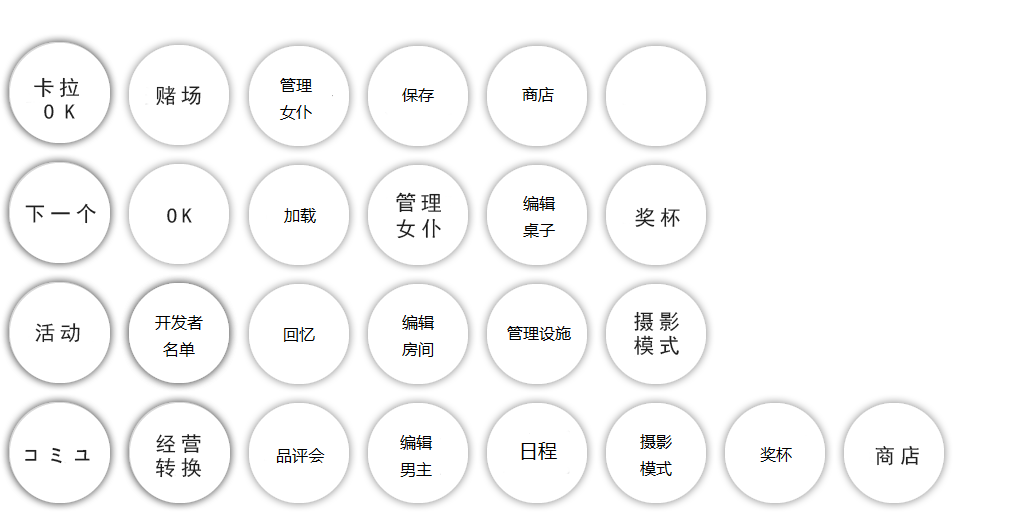 卡拉
OK
赌场
管理
女仆
保存
商店
下一个
OK
加载
管理
女仆
编辑
桌子
奖杯
活动
开发者
名单
回忆
编辑
房间
管理设施
摄影
模式
コミュ
经营
转换
品评会
编辑
男主
日程
摄影
模式
奖杯
商店